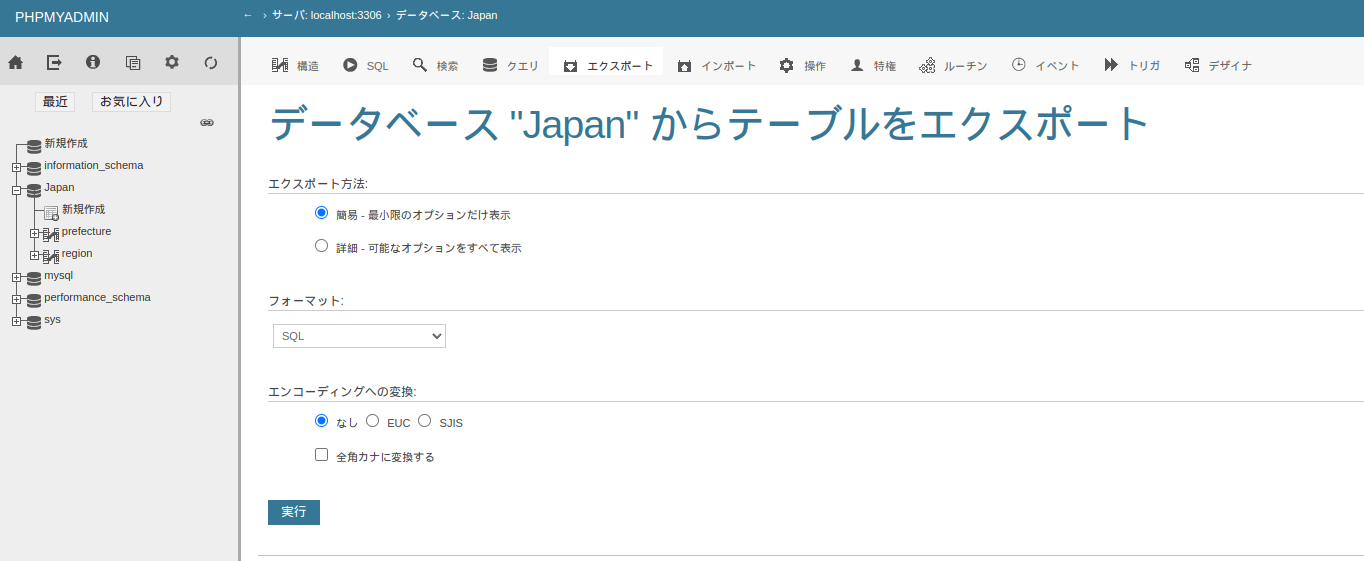 PHPMYADMIN
← › サーバ: localhost:3306 › データベース: Japan
構造 SQL 検索 クエリ エクスポート インポート 操作 特権 ルーチン イベント トリガ デザイナ
最近 お気に入り
新規作成
information_schema
Japan
新規作成
prefecture
region
mysql
performance_schema
sys
データベース "Japan" からテーブルをエクスポート
エクスポート方法:
簡易 - 最小限のオプションだけ表示
詳細 - 可能なオプションをすべて表示
フォーマット:
SQL
エンコーディングへの変換:
なし EUC SJIS
全角カナに変換する
実行